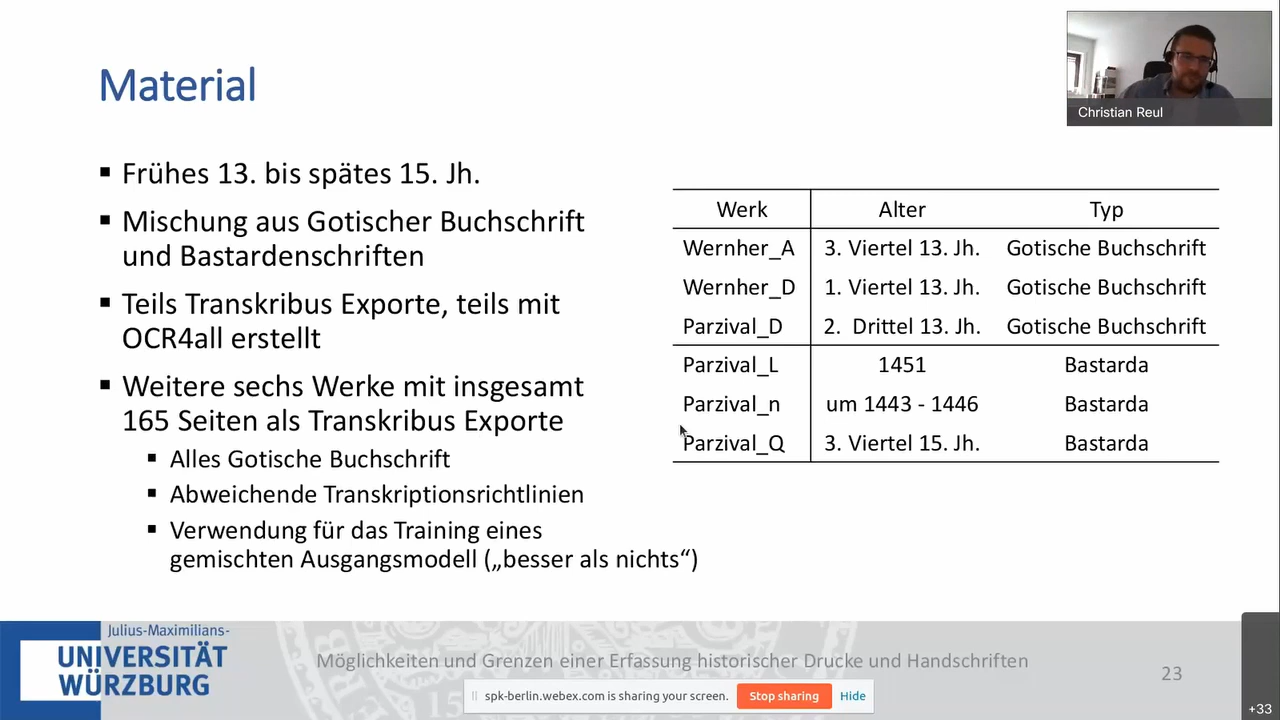 Material
Christian Reul
▪ Frühes 13. bis spätes 15. Jh.
▪ Mischung aus Gotischer Buchschrift
und Bastardenschriften
▪ Teils Transkribus Exporte, teils mit
OCR4all erstellt
▪ Weitere sechs Werke mit insgesamt
165 Seiten als Transkribus Exporte
▪ Alles Gotische Buchschrift
▪ Abweichende Transkriptionsrichtlinien
▪ Verwendung für das Training eines
gemischten Ausgangsmodell („besser als nichts“)
Werk Alter Typ
Wernher_A 3. Viertel 13. Jh. Gotische Buchschrift
Wernher_D 1. Viertel 13. Jh. Gotische Buchschrift
Parzival_D 2. Drittel 13. Jh. Gotische Buchschrift
Parzival_L 1451 Bastarda
Parzival_n um 1443 - 1446 Bastarda
Parzival_Q 3. Viertel 15. Jh. Bastarda
Julius-Maximilians-
UNIVERSITÄT
WÜRZBURG
Möglichkeiten und Grenzen einer Erfassung historischer Drucke und Handschriften
23
spk-berlin.webex.com is sharing your screen. Stop sharing Hide
+33